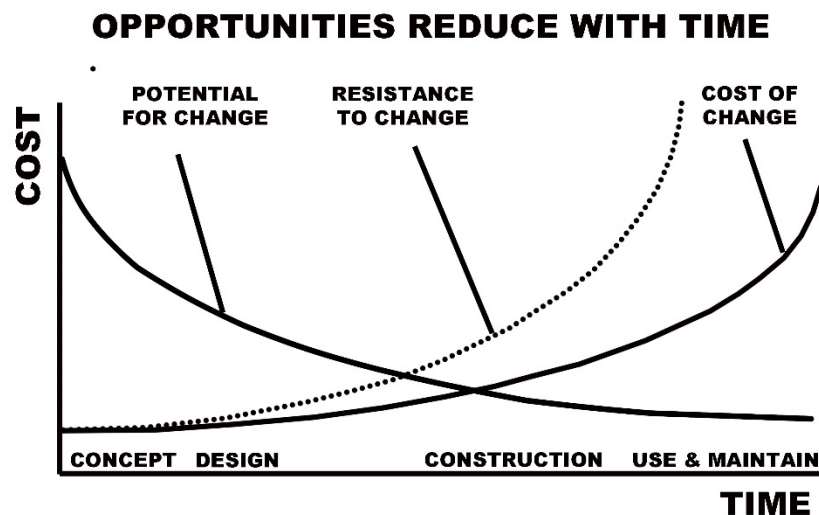 OPPORTUNITIES REDUCE WITH TIME
POTENTIAL
FOR CHANGE
RESISTANCE
TO CHANGE
COST OF
CHANGE
COST
CONCEPT DESIGN CONSTRUCTION USE & MAINTAIN
TIME